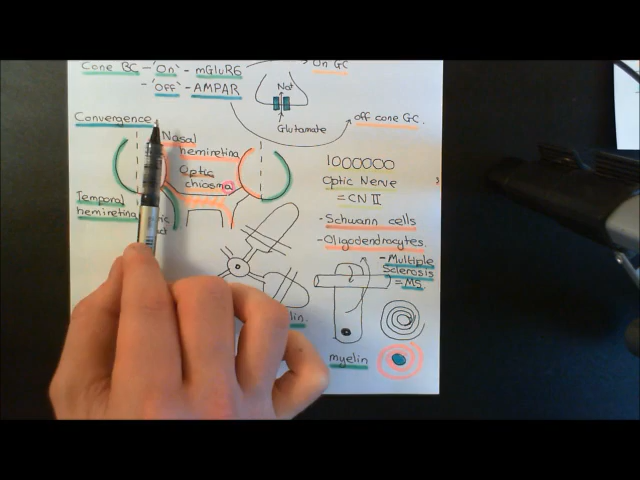 Cone BC - 'On' - mGluR6
- 'Off' - AMPAR
On GC
Na+
Glutamate
off cone GC.
Convergence
Nasal
hemiretina
Optic
chiasma
Temporal
hemiretina
1000000
Optic Nerve
= CN II
- Schwann cells
- Oligodendrocytes.
- Multiple
Sclerosis
= MS
myelin